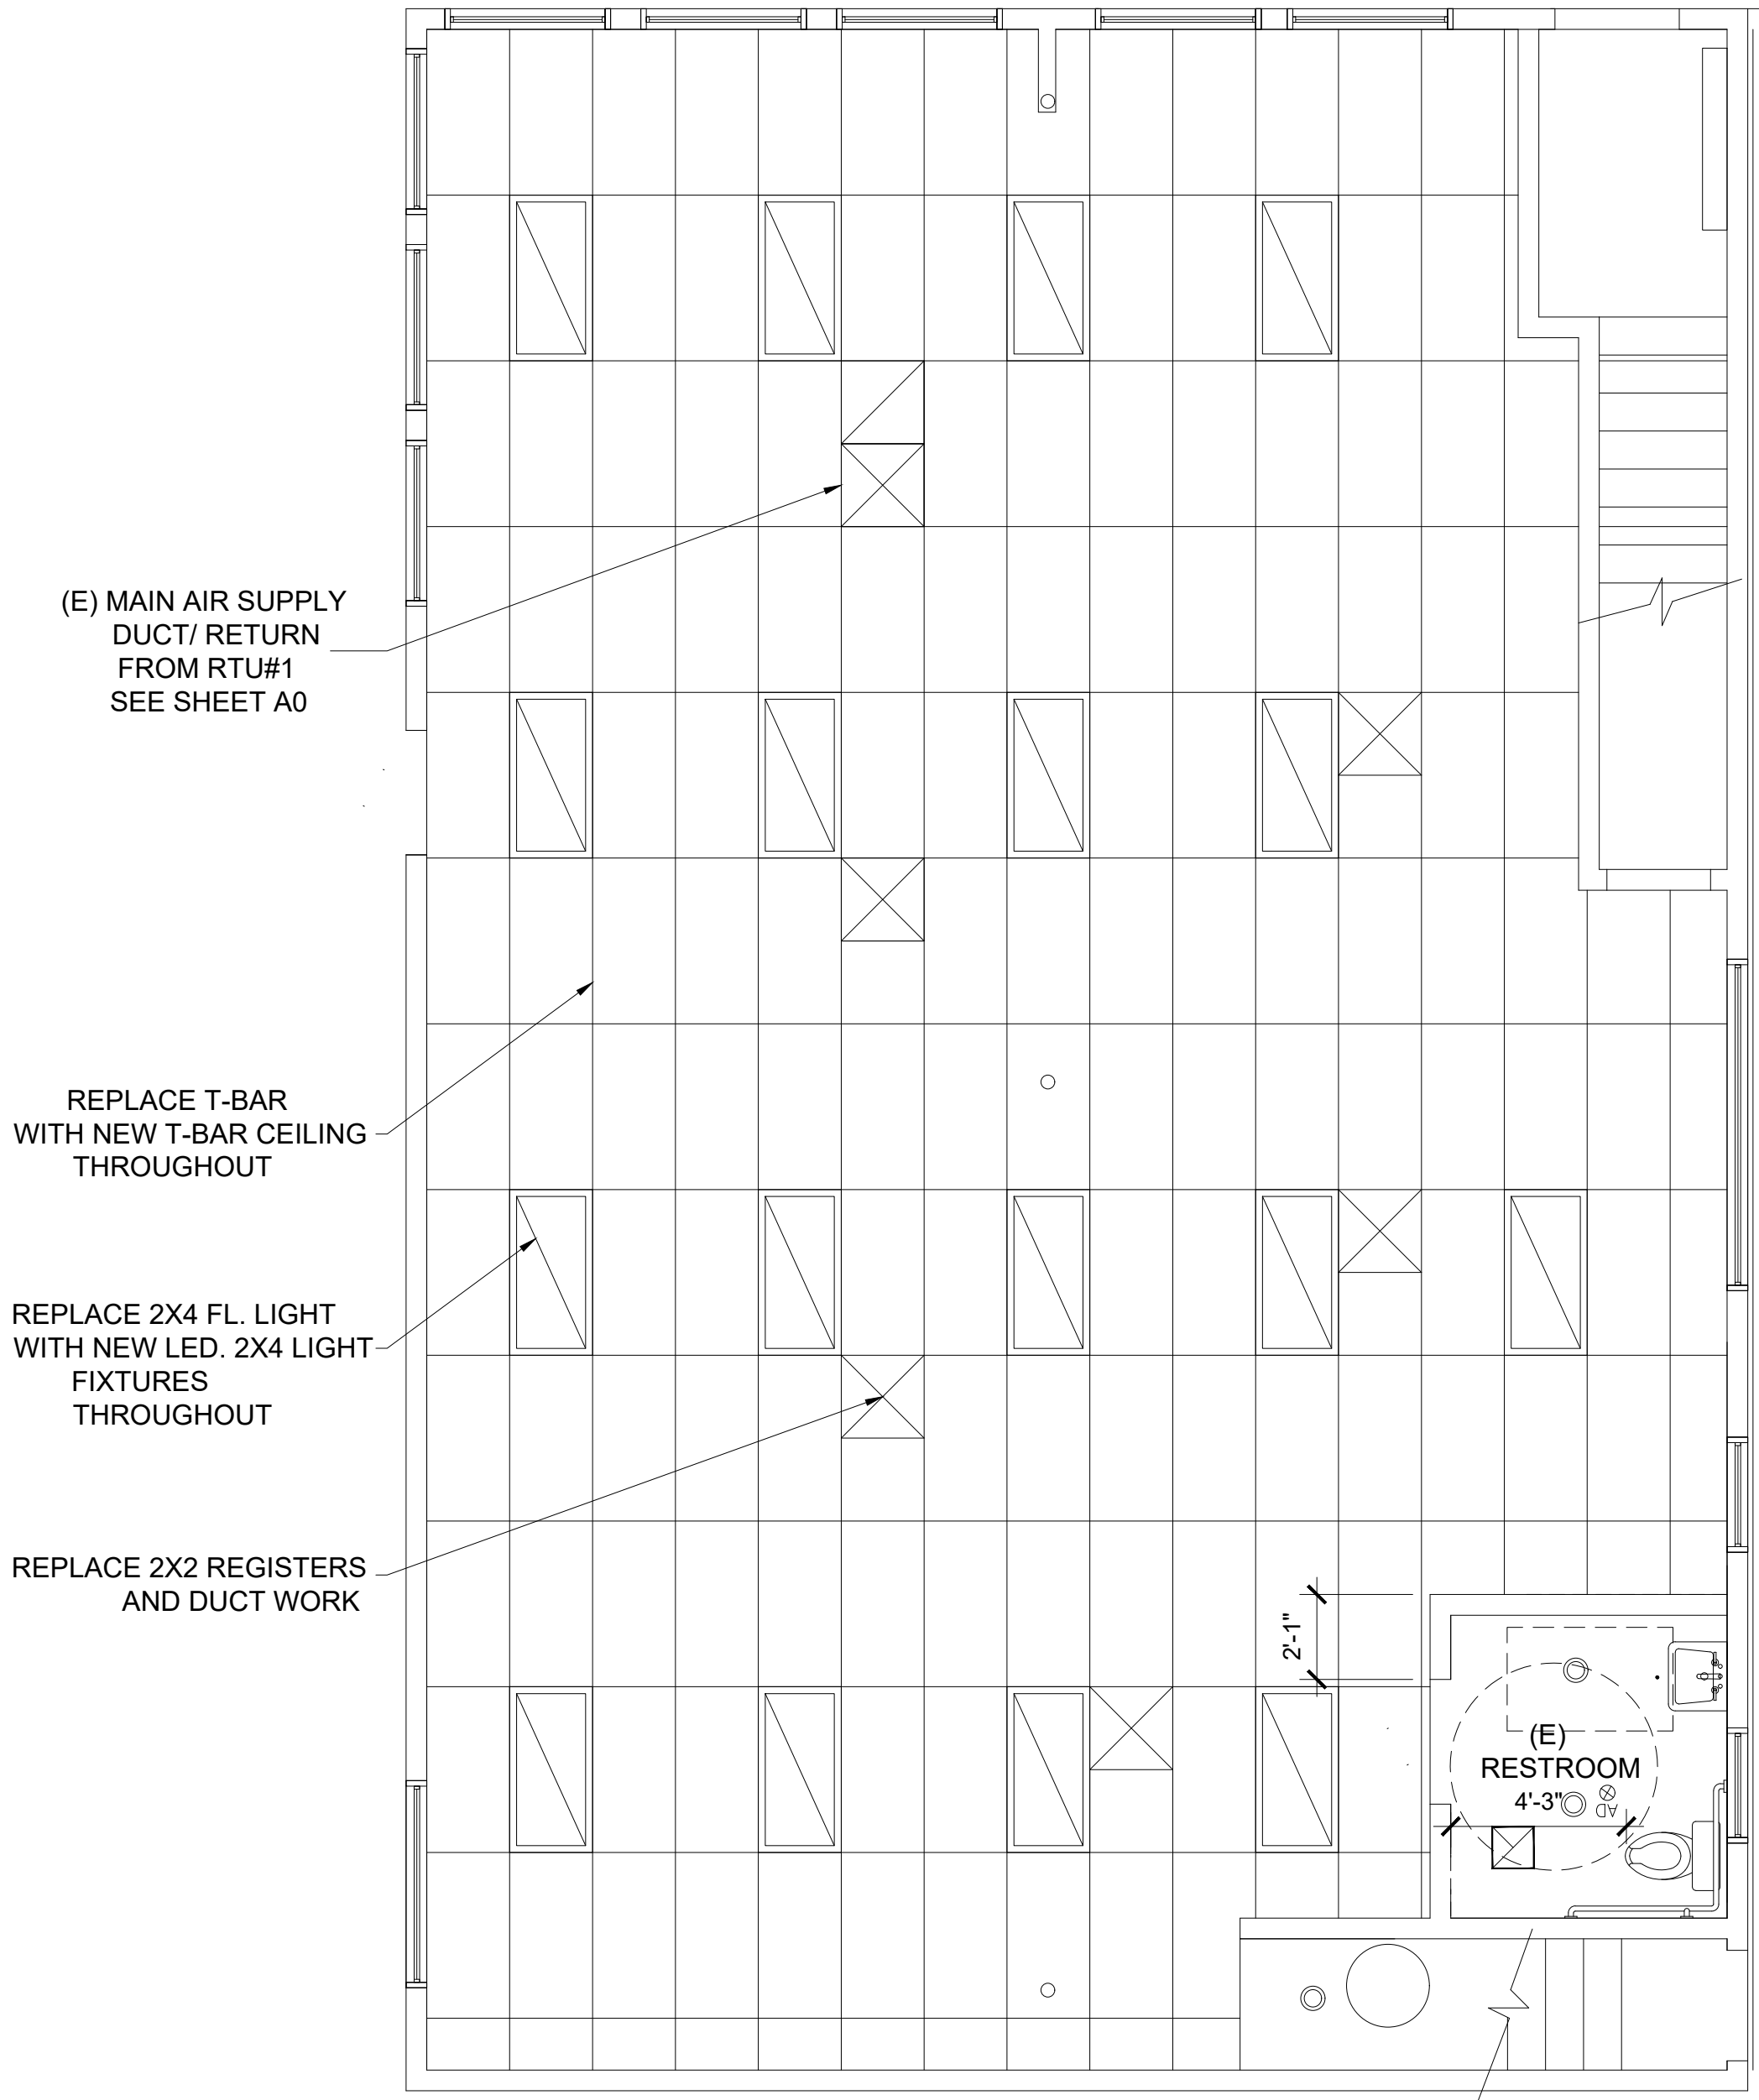 (E) MAIN AIR SUPPLY
DUCT/ RETURN
FROM RTU#1
SEE SHEET A0
REPLACE T-BAR
WITH NEW T-BAR CEILING
THROUGHOUT
REPLACE 2X4 FL. LIGHT
WITH NEW LED. 2X4 LIGHT
FIXTURES
THROUGHOUT
REPLACE 2X2 REGISTERS
AND DUCT WORK
2'-1"
(E)
RESTROOM
4'-3"
AD